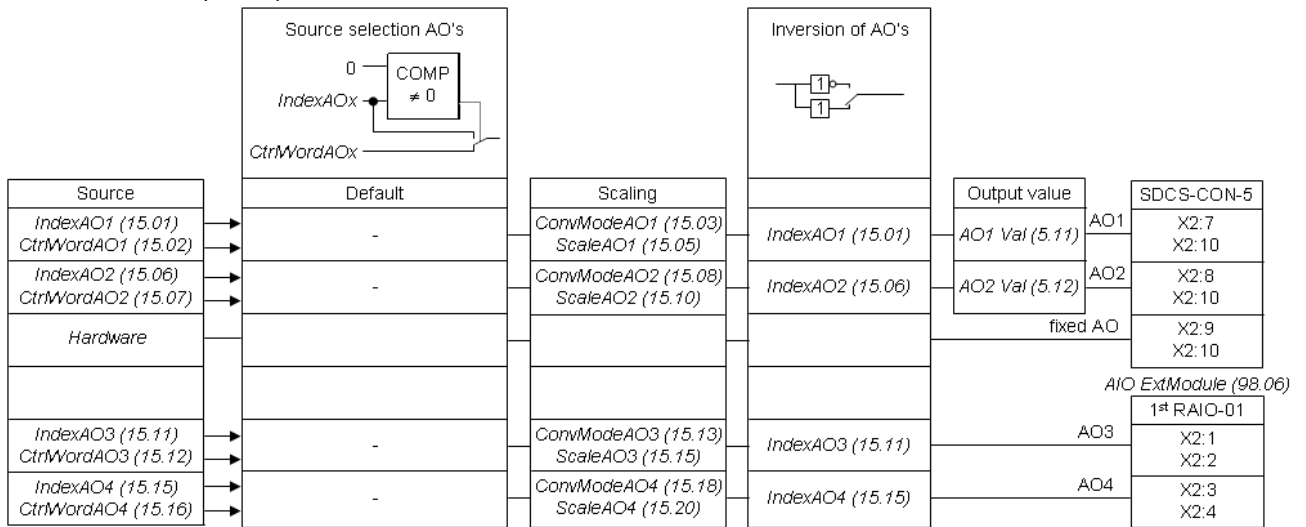 Source selection AO's
0
COMP
≠ 0
IndexAOx
CtrlWordAOx
Inversion of AO's
1
1
Source
Default
Scaling
Output value
SDCS-CON-5
IndexAO1 (15.01)
CtrlWordAO1 (15.02)
-
ConvModeAO1 (15.03)
ScaleAO1 (15.05)
IndexAO1 (15.01)
AO1 Val (5.11)
AO1
X2:7
X2:10
IndexAO2 (15.06)
CtrlWordAO2 (15.07)
-
ConvModeAO2 (15.08)
ScaleAO2 (15.10)
IndexAO2 (15.06)
AO2 Val (5.12)
AO2
X2:8
X2:10
Hardware
fixed AO
X2:9
X2:10
AIO ExtModule (98.06)
1st RAIO-01
IndexAO3 (15.11)
CtrlWordAO3 (15.12)
-
ConvModeAO3 (15.13)
ScaleAO3 (15.15)
IndexAO3 (15.11)
AO3
X2:1
X2:2
IndexAO4 (15.15)
CtrlWordAO4 (15.16)
-
ConvModeAO4 (15.18)
ScaleAO4 (15.20)
IndexAO4 (15.15)
AO4
X2:3
X2:4